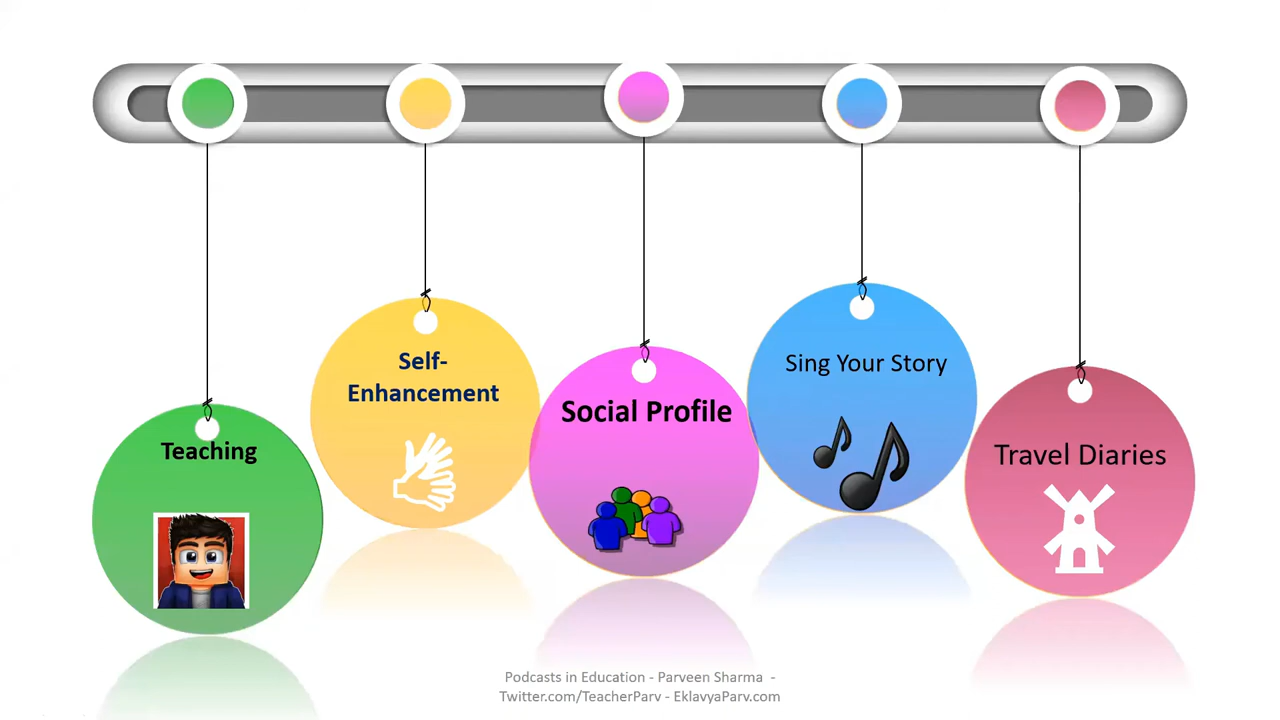 Teaching
Self-
Enhancement
Social Profile
Sing Your Story
Travel Diaries
Podcasts in Education - Parveen Sharma -
Twitter.com/TeacherParv - EklavyaParv.com